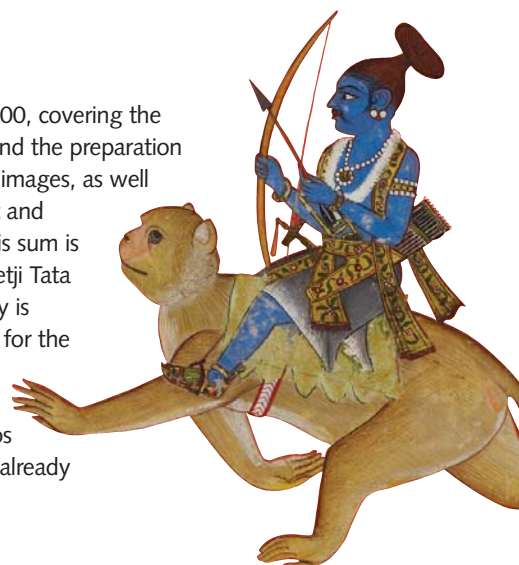 00, covering the
nd the preparation
images, as well
and
is sum is
etji Tata
y is
for the
os
already